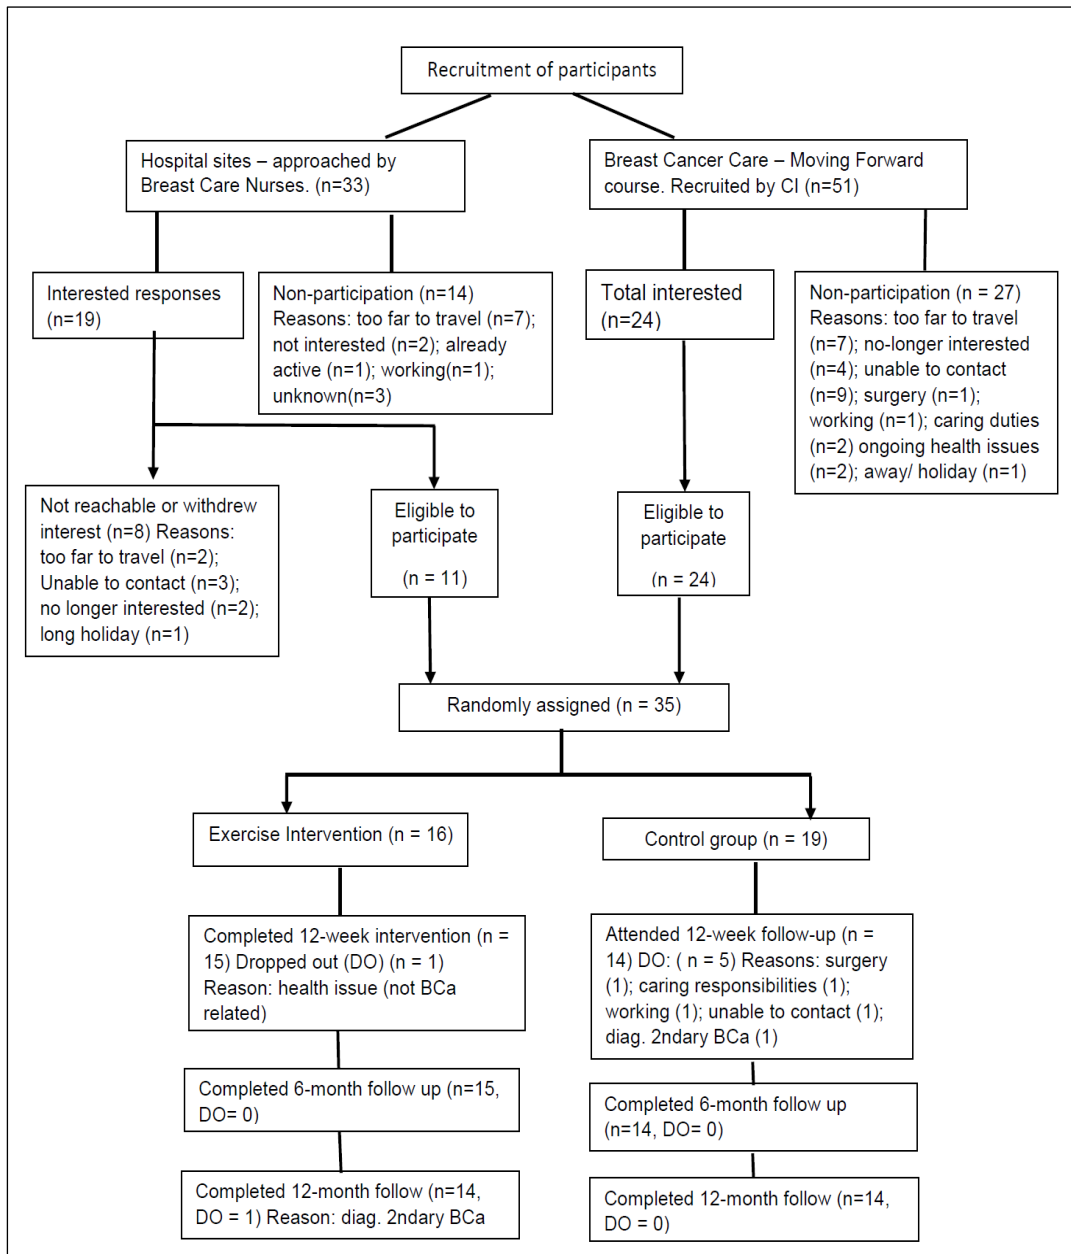 Recruitment of participants
Hospital sites – approached by
Breast Care Nurses. (n=33)
Breast Cancer Care – Moving Forward
course. Recruited by CI (n=51)
Interested responses
(n=19)
Non-participation (n=14)
Reasons: too far to travel (n=7);
not interested (n=2); already
active (n=1); working(n=1);
unknown(n=3)
Total interested
(n=24)
Non-participation (n = 27)
Reasons: too far to travel
(n=7); no-longer interested
(n=4); unable to contact
(n=9); surgery (n=1);
working (n=1); caring duties
(n=2) ongoing health issues
(n=2); away/ holiday (n=1)
Not reachable or withdrew
interest (n=8) Reasons:
too far to travel (n=2);
Unable to contact (n=3);
no longer interested (n=2);
long holiday (n=1)
Eligible to
participate
(n = 11)
Eligible to
participate
(n = 24)
Randomly assigned (n = 35)
Exercise Intervention (n = 16)
Control group (n = 19)
Completed 12-week intervention (n =
15) Dropped out (DO) (n = 1)
Reason: health issue (not BCa
related)
Attended 12-week follow-up (n =
14) DO: ( n = 5) Reasons: surgery
(1); caring responsibilities (1);
working (1); unable to contact (1);
diag. 2ndary BCa (1)
Completed 6-month follow up (n=15,
DO= 0)
Completed 6-month follow up
(n=14, DO= 0)
Completed 12-month follow (n=14,
DO = 1) Reason: diag. 2ndary BCa
Completed 12-month follow (n=14,
DO = 0)